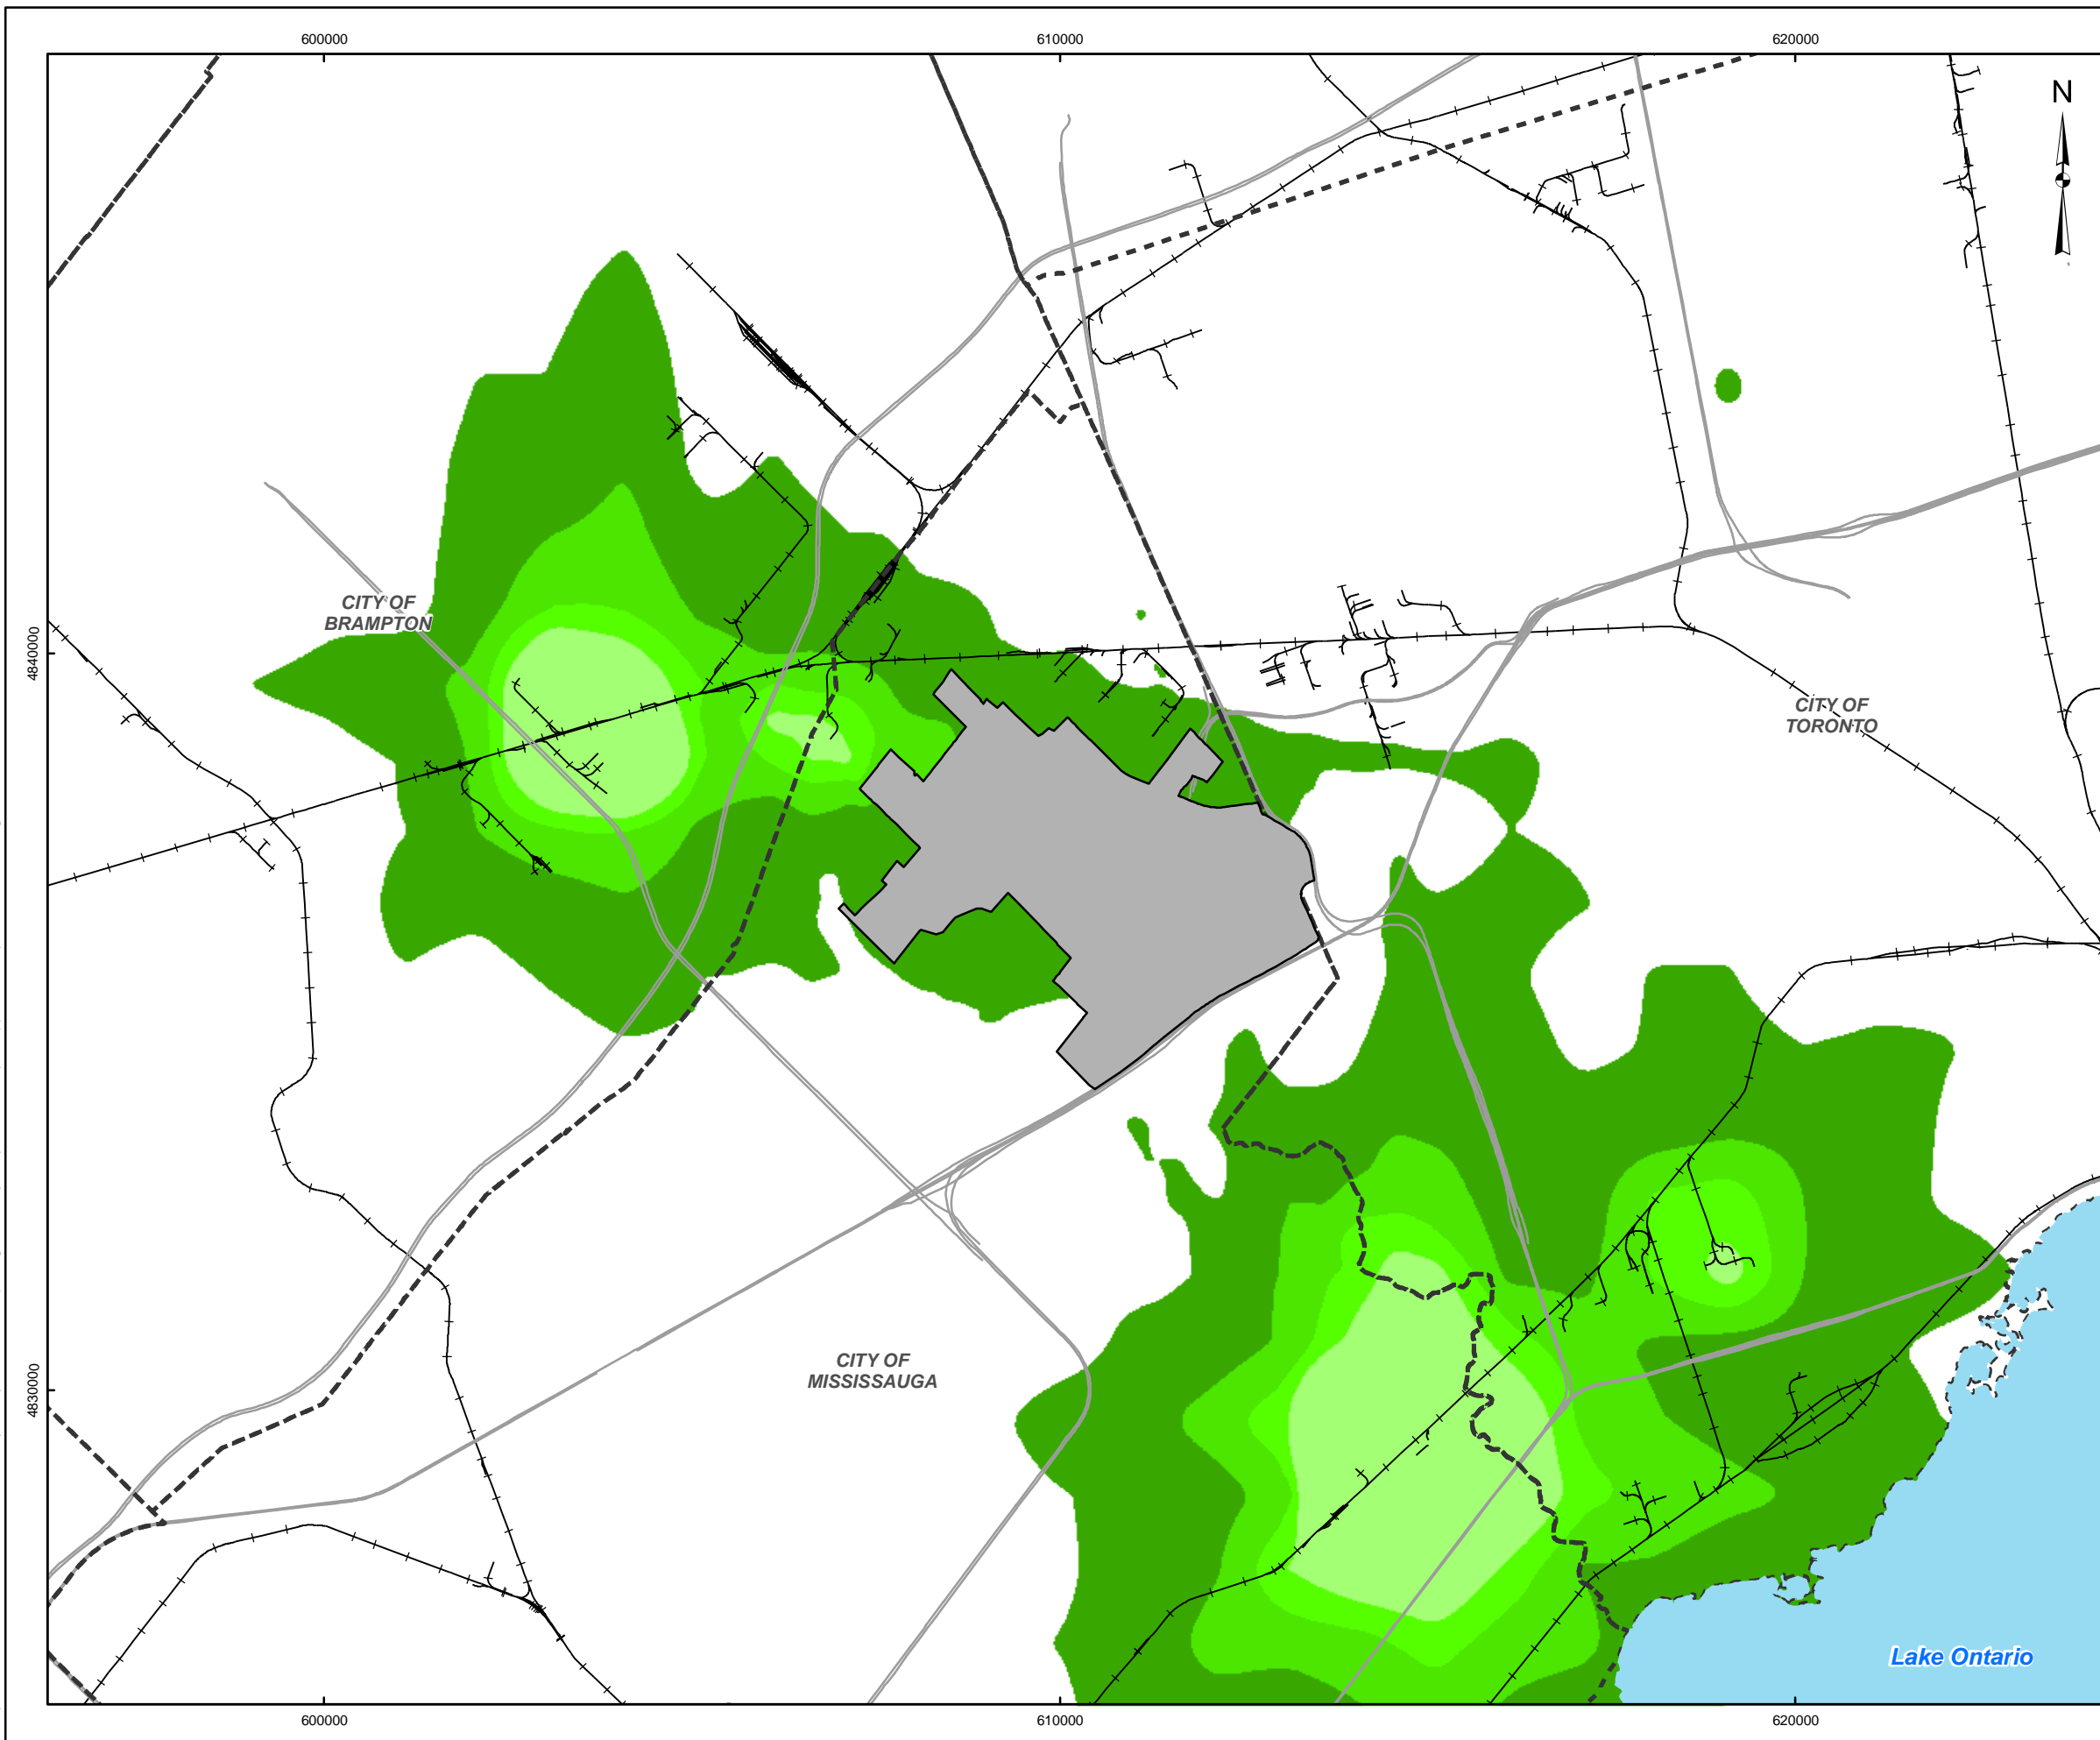 600000
610000
620000
N
CITY OF
BRAMPTON
4840000
CITY OF
TORONTO
CITY OF
MISSISSAUGA
4830000
Lake Ontario
600000
610000
620000